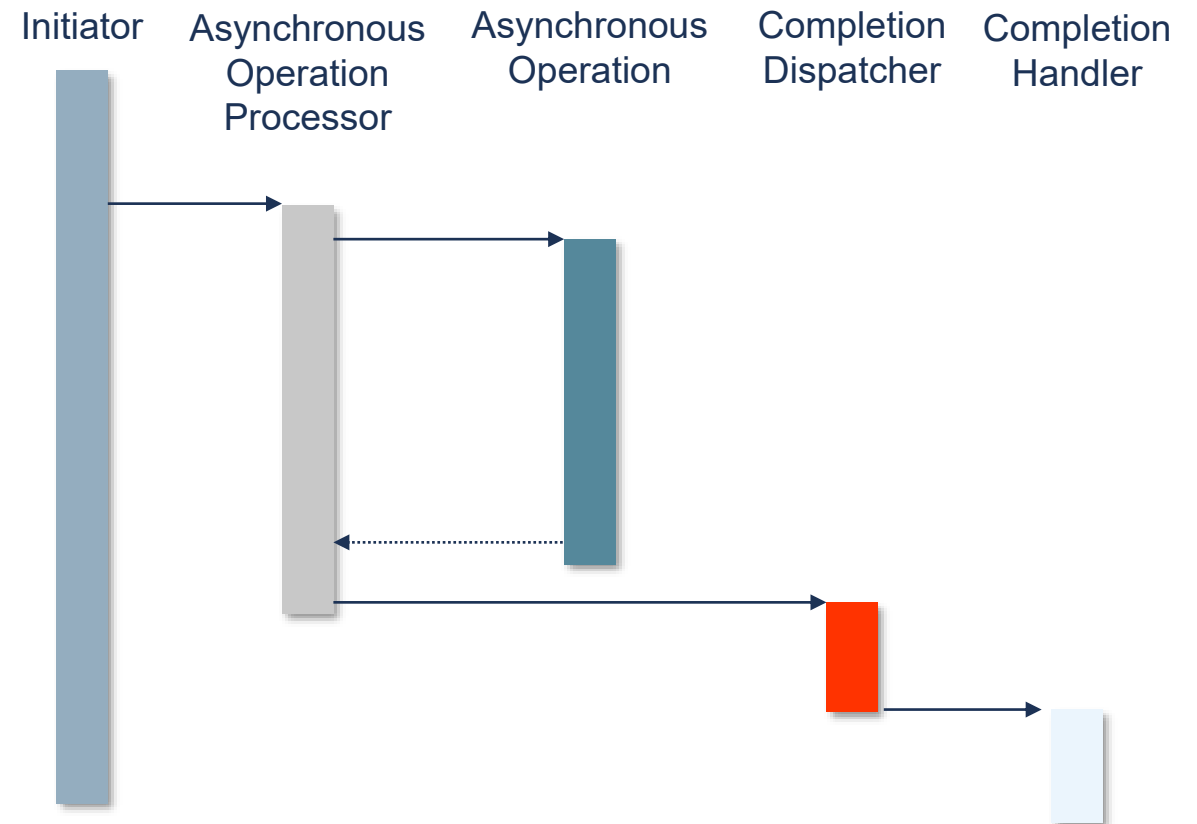 Initiator
Asynchronous
Operation
Processor
Asynchronous
Operation
Completion
Dispatcher
Completion
Handler